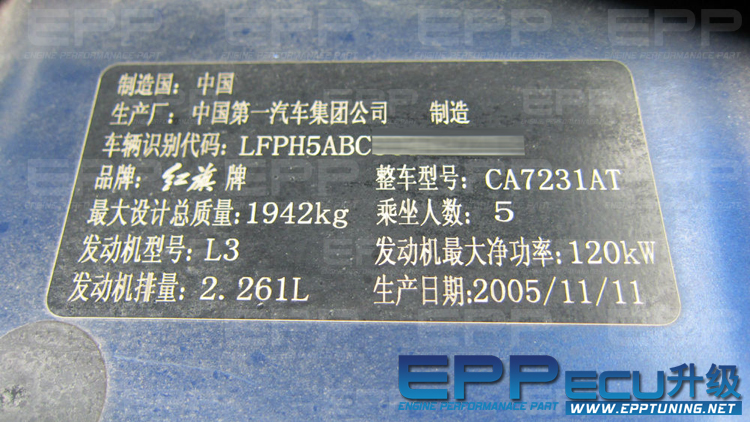 制造国：中国
生产厂：中国第一汽车集团公司 制造
车辆识别代码：LFPH5ABC
品牌：红旗牌 整车型号：CA7231AT
最大设计总质量：1942kg 乘坐人数：5
发动机型号：L3 发动机最大净功率：120kW
发动机排量：2.261L 生产日期：2005/11/11
EPPECU升级
ENGINE PERFORMANACE PART WWW.EPPTUNING.NET